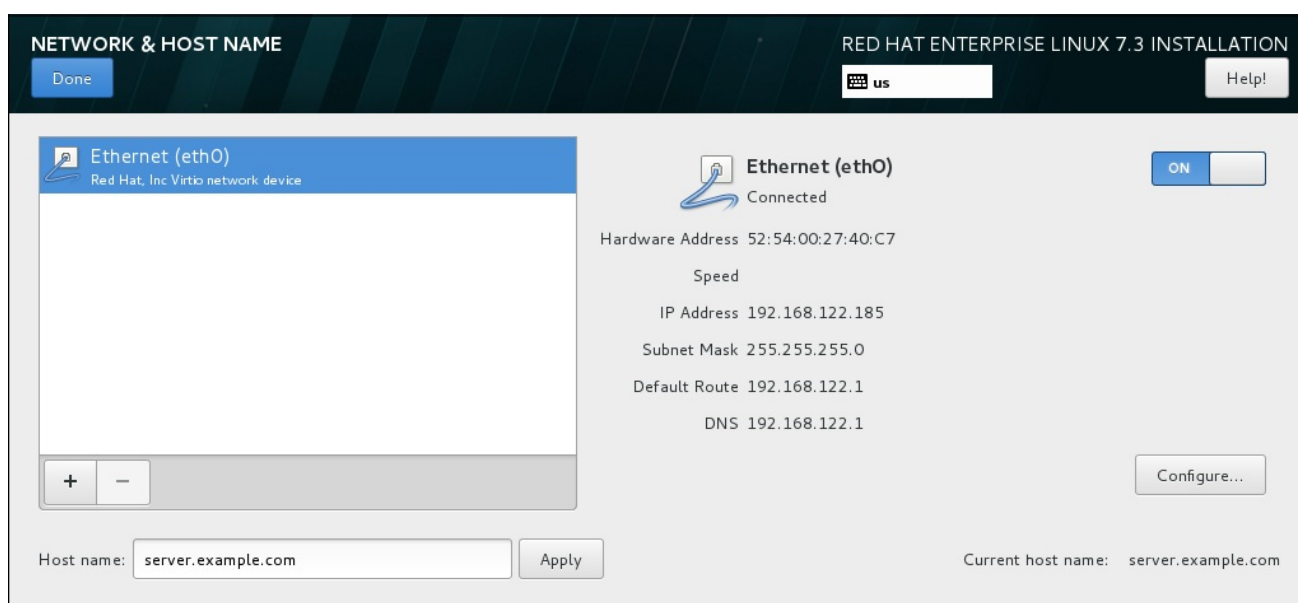 NETWORK & HOST NAME
RED HAT ENTERPRISE LINUX 7.3 INSTALLATION
Done
us
Help!
Ethernet (eth0)
Red Hat, Inc Virtio network device
Ethernet (eth0)
Connected
ON
Hardware Address 52:54:00:27:40:C7
Speed
IP Address 192.168.122.185
Subnet Mask 255.255.255.0
Default Route 192.168.122.1
DNS 192.168.122.1
+ −
Configure...
Host name: server.example.com Apply
Current host name: server.example.com